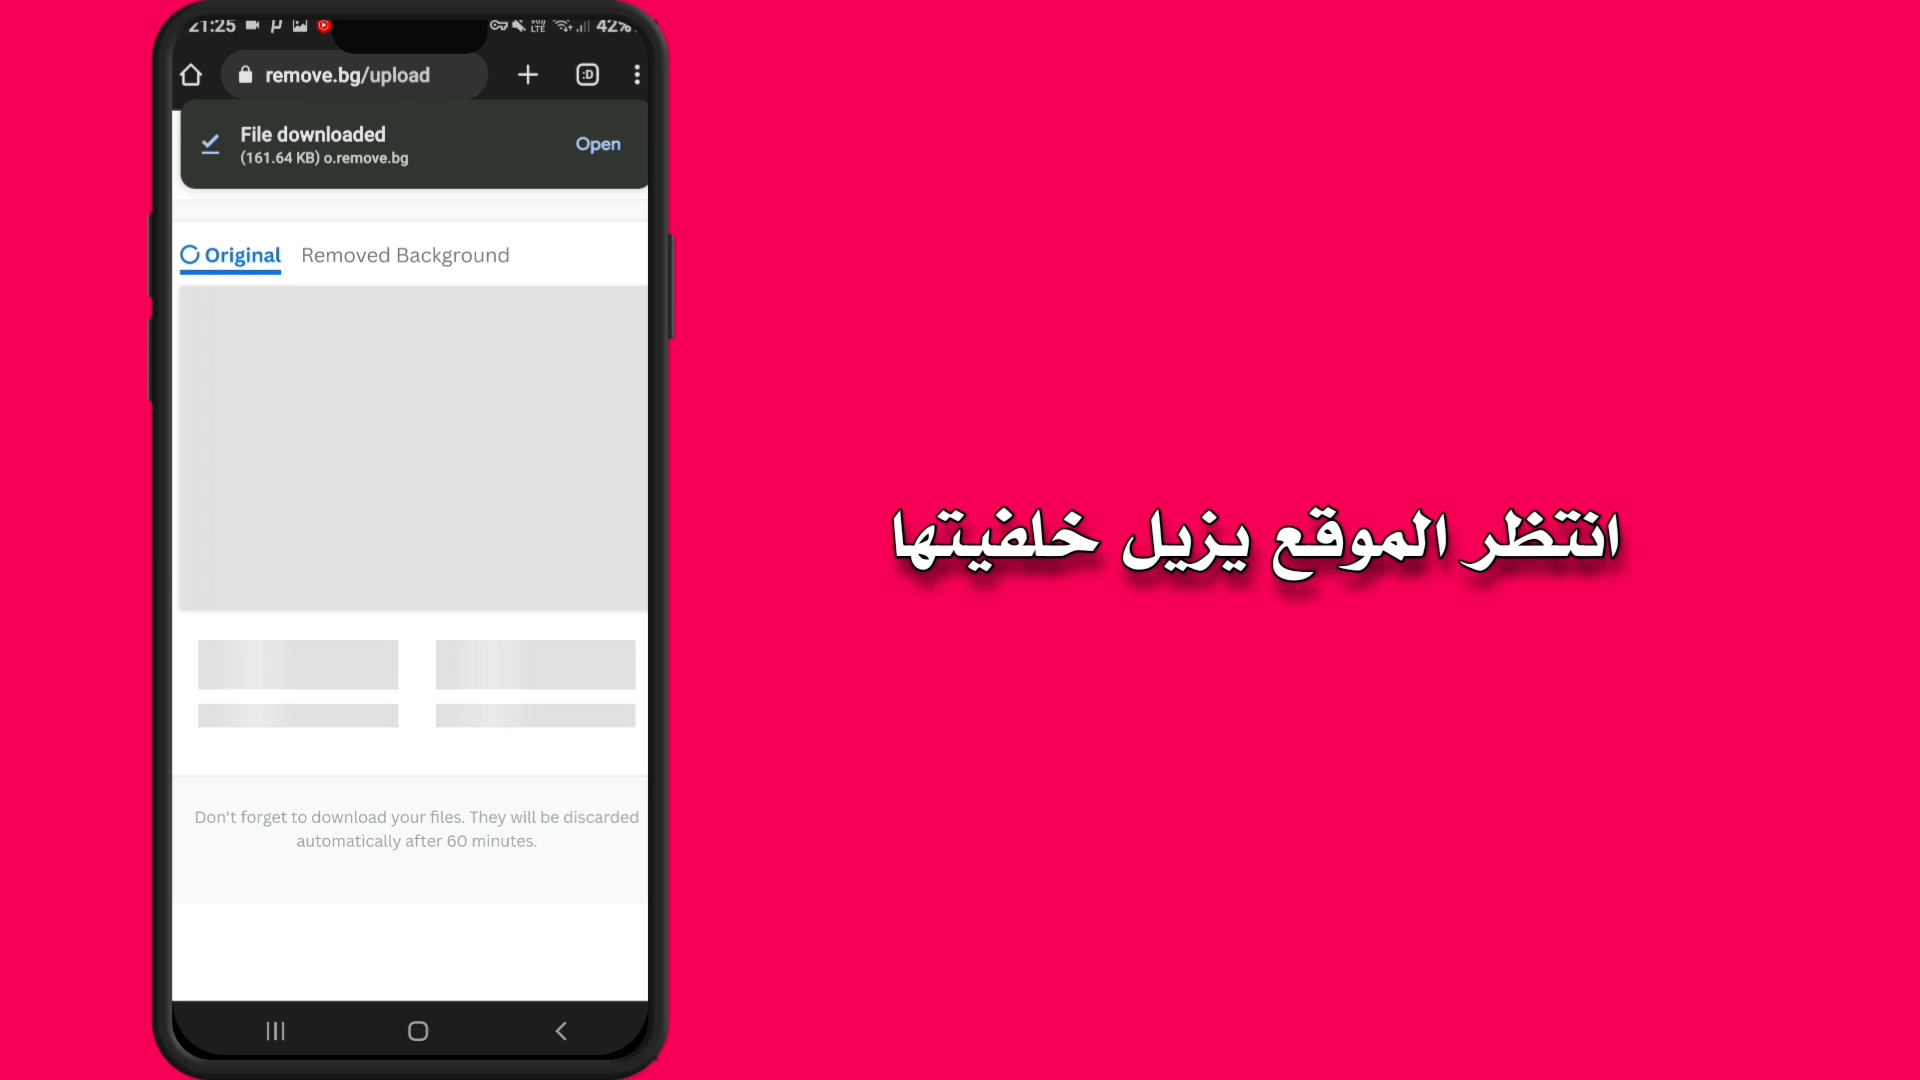 21:25
42%
remove.bg/upload
:D
File downloaded
(161.64 KB) o.remove.bg
Open
Original
Removed Background
Don't forget to download your files. They will be discarded
automatically after 60 minutes.
انتظر الموقع يزيل خلفيتها